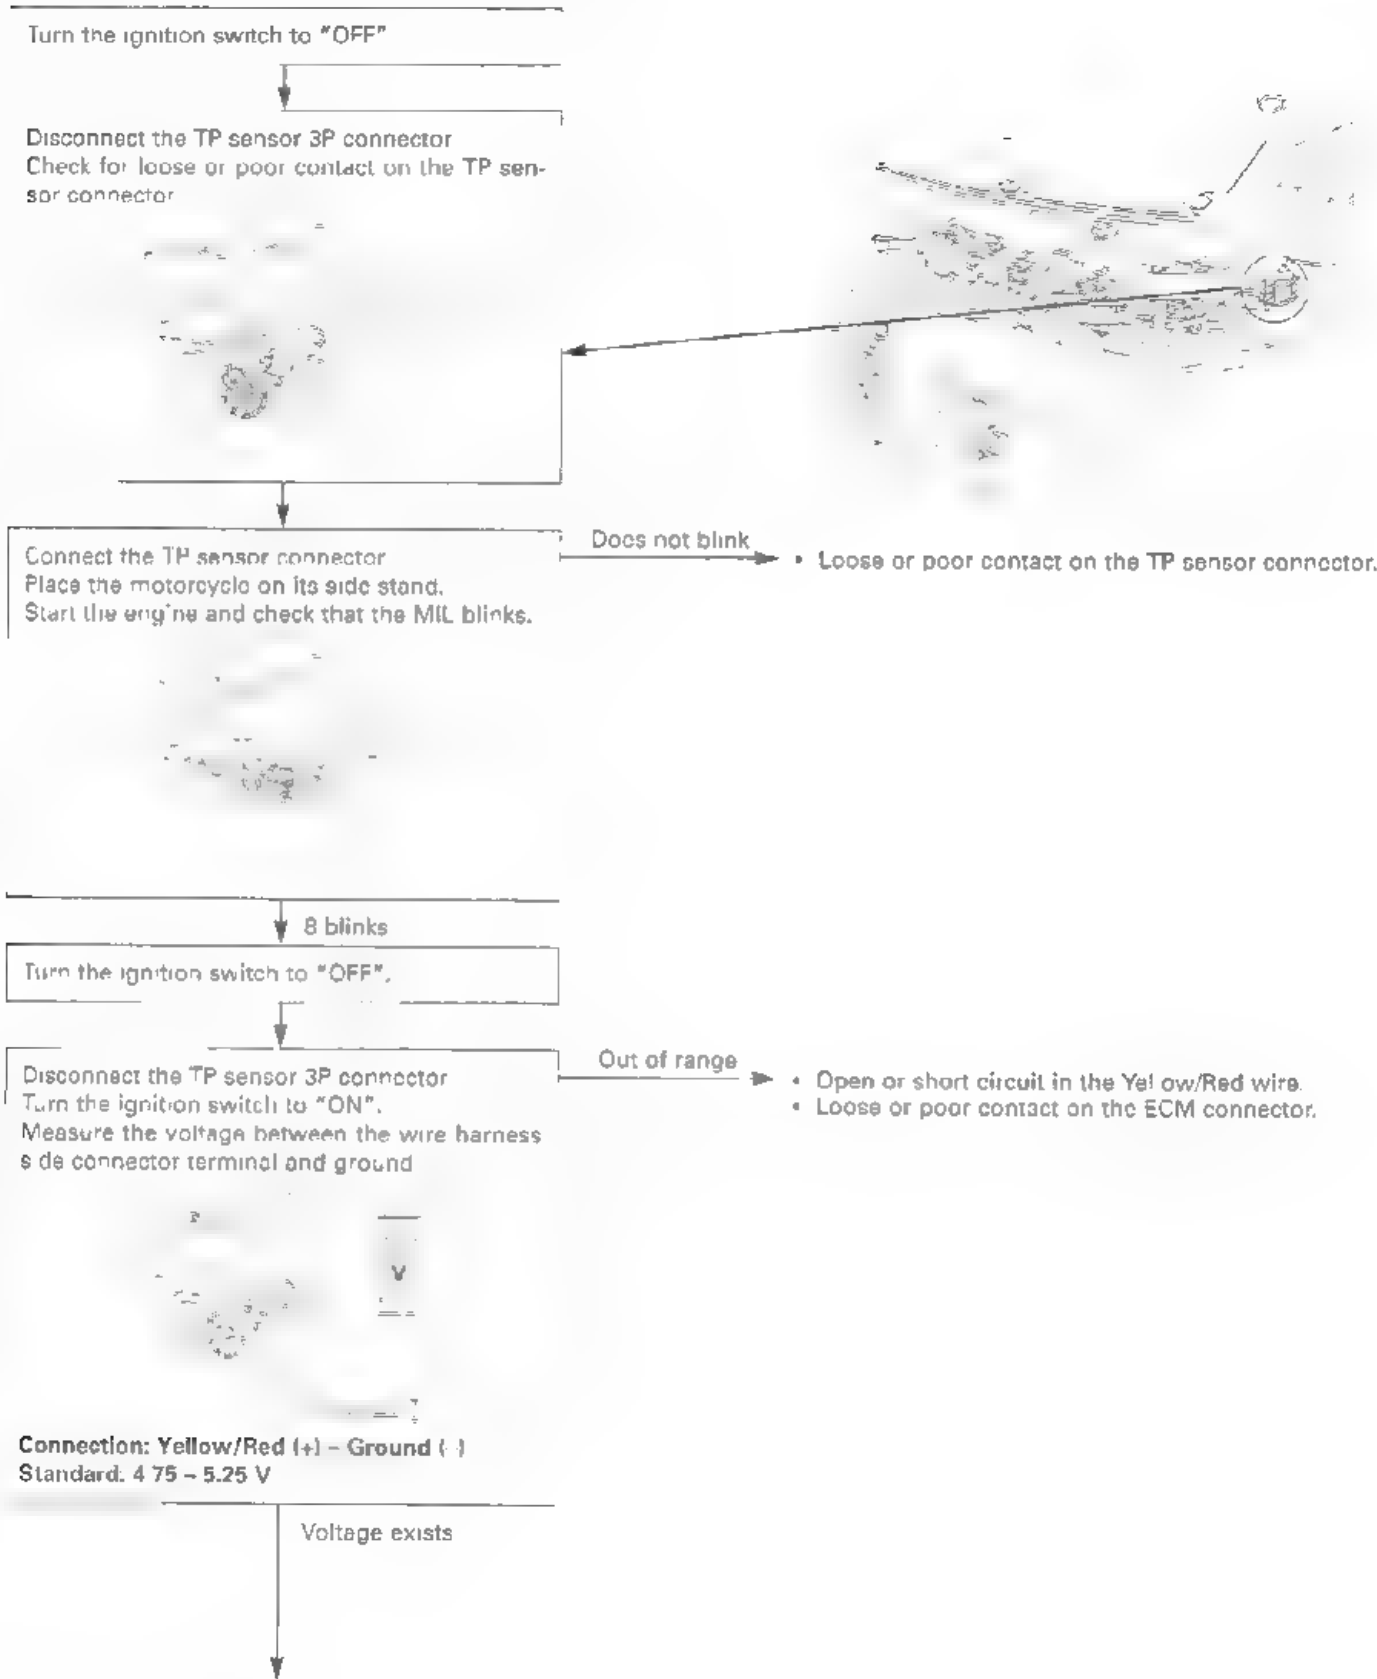 Turn the ignition switch to "OFF"
Disconnect the TP sensor 3P connector
Check for loose or poor contact on the TP sen-
sor connector
Does not blink
Connect the TP sensor connector
Place the motorcycle on its side stand.
Start the engine and check that the MIL blinks.
• Loose or poor contact on the TP sensor connector.
8 blinks
Turn the ignition switch to "OFF".
Out of range
Disconnect the TP sensor 3P connector
Turn the ignition switch to "ON".
Measure the voltage between the wire harness
side connector terminal and ground
• Open or short circuit in the Yellow/Red wire.
• Loose or poor contact on the ECM connector.
V
Connection: Yellow/Red (+) – Ground (-)
Standard: 4 75 – 5.25 V
Voltage exists